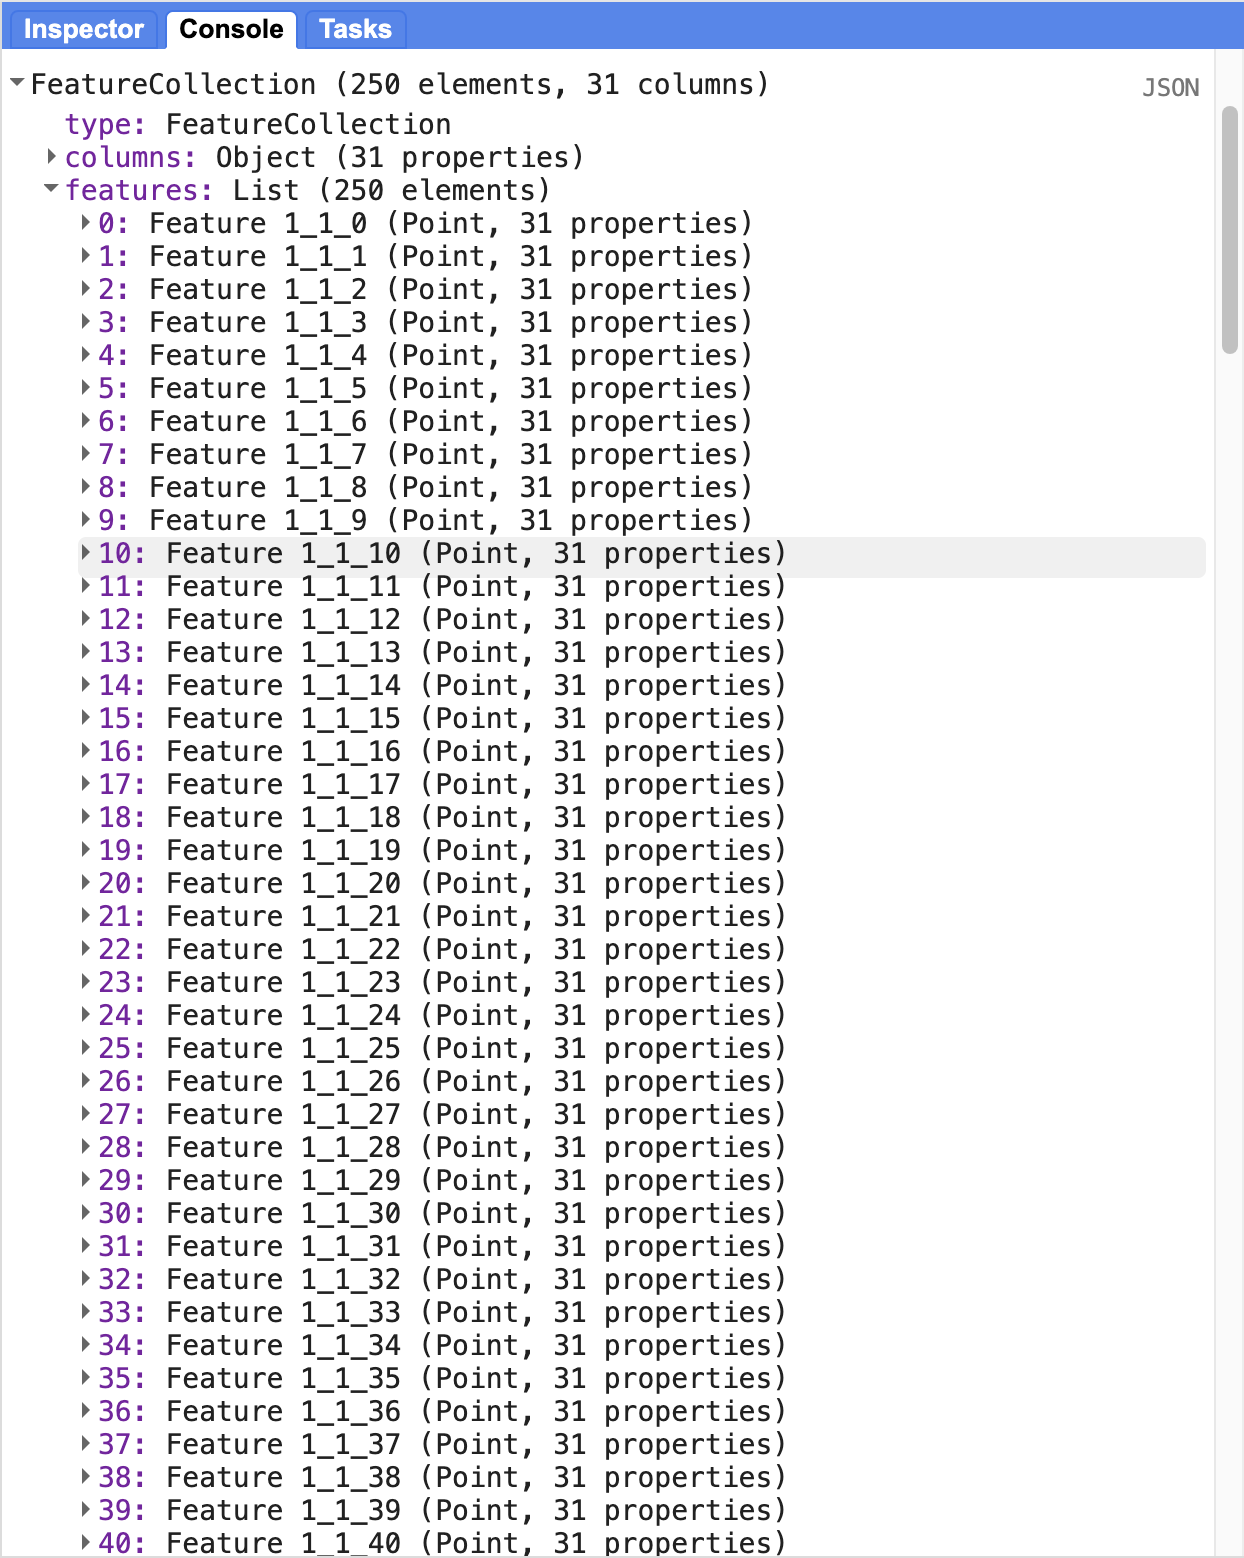 Inspector Console Tasks
FeatureCollection (250 elements, 31 columns) JSON
type: FeatureCollection
columns: Object (31 properties)
features: List (250 elements)
0: Feature 1_1_0 (Point, 31 properties)
1: Feature 1_1_1 (Point, 31 properties)
2: Feature 1_1_2 (Point, 31 properties)
3: Feature 1_1_3 (Point, 31 properties)
4: Feature 1_1_4 (Point, 31 properties)
5: Feature 1_1_5 (Point, 31 properties)
6: Feature 1_1_6 (Point, 31 properties)
7: Feature 1_1_7 (Point, 31 properties)
8: Feature 1_1_8 (Point, 31 properties)
9: Feature 1_1_9 (Point, 31 properties)
10: Feature 1_1_10 (Point, 31 properties)
11: Feature 1_1_11 (Point, 31 properties)
12: Feature 1_1_12 (Point, 31 properties)
13: Feature 1_1_13 (Point, 31 properties)
14: Feature 1_1_14 (Point, 31 properties)
15: Feature 1_1_15 (Point, 31 properties)
16: Feature 1_1_16 (Point, 31 properties)
17: Feature 1_1_17 (Point, 31 properties)
18: Feature 1_1_18 (Point, 31 properties)
19: Feature 1_1_19 (Point, 31 properties)
20: Feature 1_1_20 (Point, 31 properties)
21: Feature 1_1_21 (Point, 31 properties)
22: Feature 1_1_22 (Point, 31 properties)
23: Feature 1_1_23 (Point, 31 properties)
24: Feature 1_1_24 (Point, 31 properties)
25: Feature 1_1_25 (Point, 31 properties)
26: Feature 1_1_26 (Point, 31 properties)
27: Feature 1_1_27 (Point, 31 properties)
28: Feature 1_1_28 (Point, 31 properties)
29: Feature 1_1_29 (Point, 31 properties)
30: Feature 1_1_30 (Point, 31 properties)
31: Feature 1_1_31 (Point, 31 properties)
32: Feature 1_1_32 (Point, 31 properties)
33: Feature 1_1_33 (Point, 31 properties)
34: Feature 1_1_34 (Point, 31 properties)
35: Feature 1_1_35 (Point, 31 properties)
36: Feature 1_1_36 (Point, 31 properties)
37: Feature 1_1_37 (Point, 31 properties)
38: Feature 1_1_38 (Point, 31 properties)
39: Feature 1_1_39 (Point, 31 properties)
40: Feature 1_1_40 (Point, 31 properties)